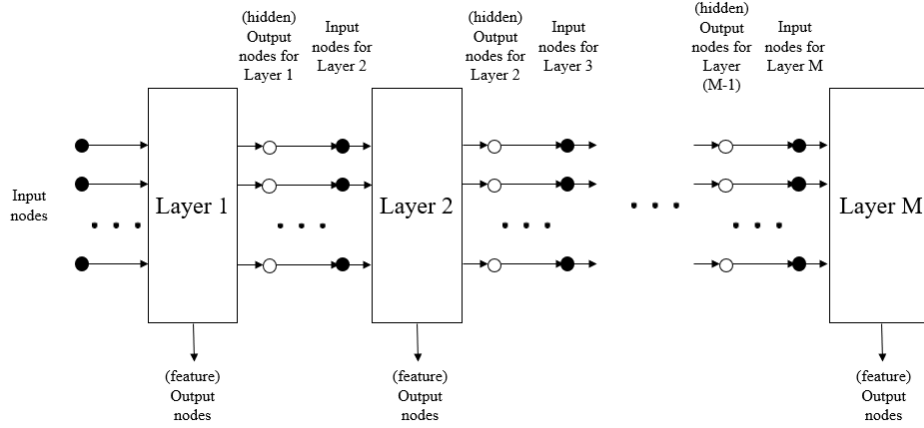 (hidden)
Output
nodes for
Layer 1
Input
nodes for
Layer 2
(hidden)
Output
nodes for
Layer 2
Input
nodes for
Layer 3
(hidden)
Output
nodes for
Layer
(M-1)
Input
nodes for
Layer M
Input
nodes
Layer 1
Layer 2
Layer M
(feature)
Output
nodes
(feature)
Output
nodes
(feature)
Output
nodes